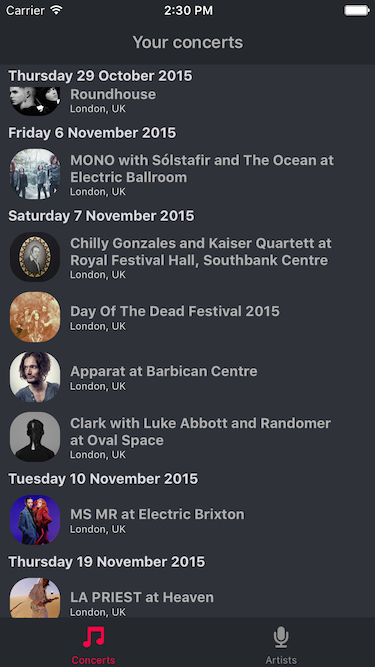 Carrier 2:30 PM
Your concerts
Thursday 29 October 2015
Roundhouse
London, UK
Friday 6 November 2015
MONO with Sólstafir and The Ocean at
Electric Ballroom
London, UK
Saturday 7 November 2015
Chilly Gonzales and Kaiser Quartett at
Royal Festival Hall, Southbank Centre
London, UK
Day Of The Dead Festival 2015
London, UK
Apparat at Barbican Centre
London, UK
Clark with Luke Abbott and Randomer
at Oval Space
London, UK
Tuesday 10 November 2015
MS MR at Electric Brixton
London, UK
Thursday 19 November 2015
LA PRIEST at Heaven
London, UK
Concerts Artists